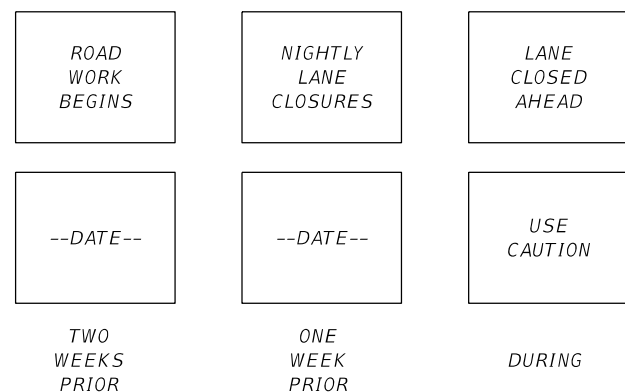 ROAD
WORK
BEGINS
NIGHTLY
LANE
CLOSURES
LANE
CLOSED
AHEAD
--DATE--
--DATE--
USE
CAUTION
TWO
WEEKS
PRIOR
ONE
WEEK
PRIOR
DURING